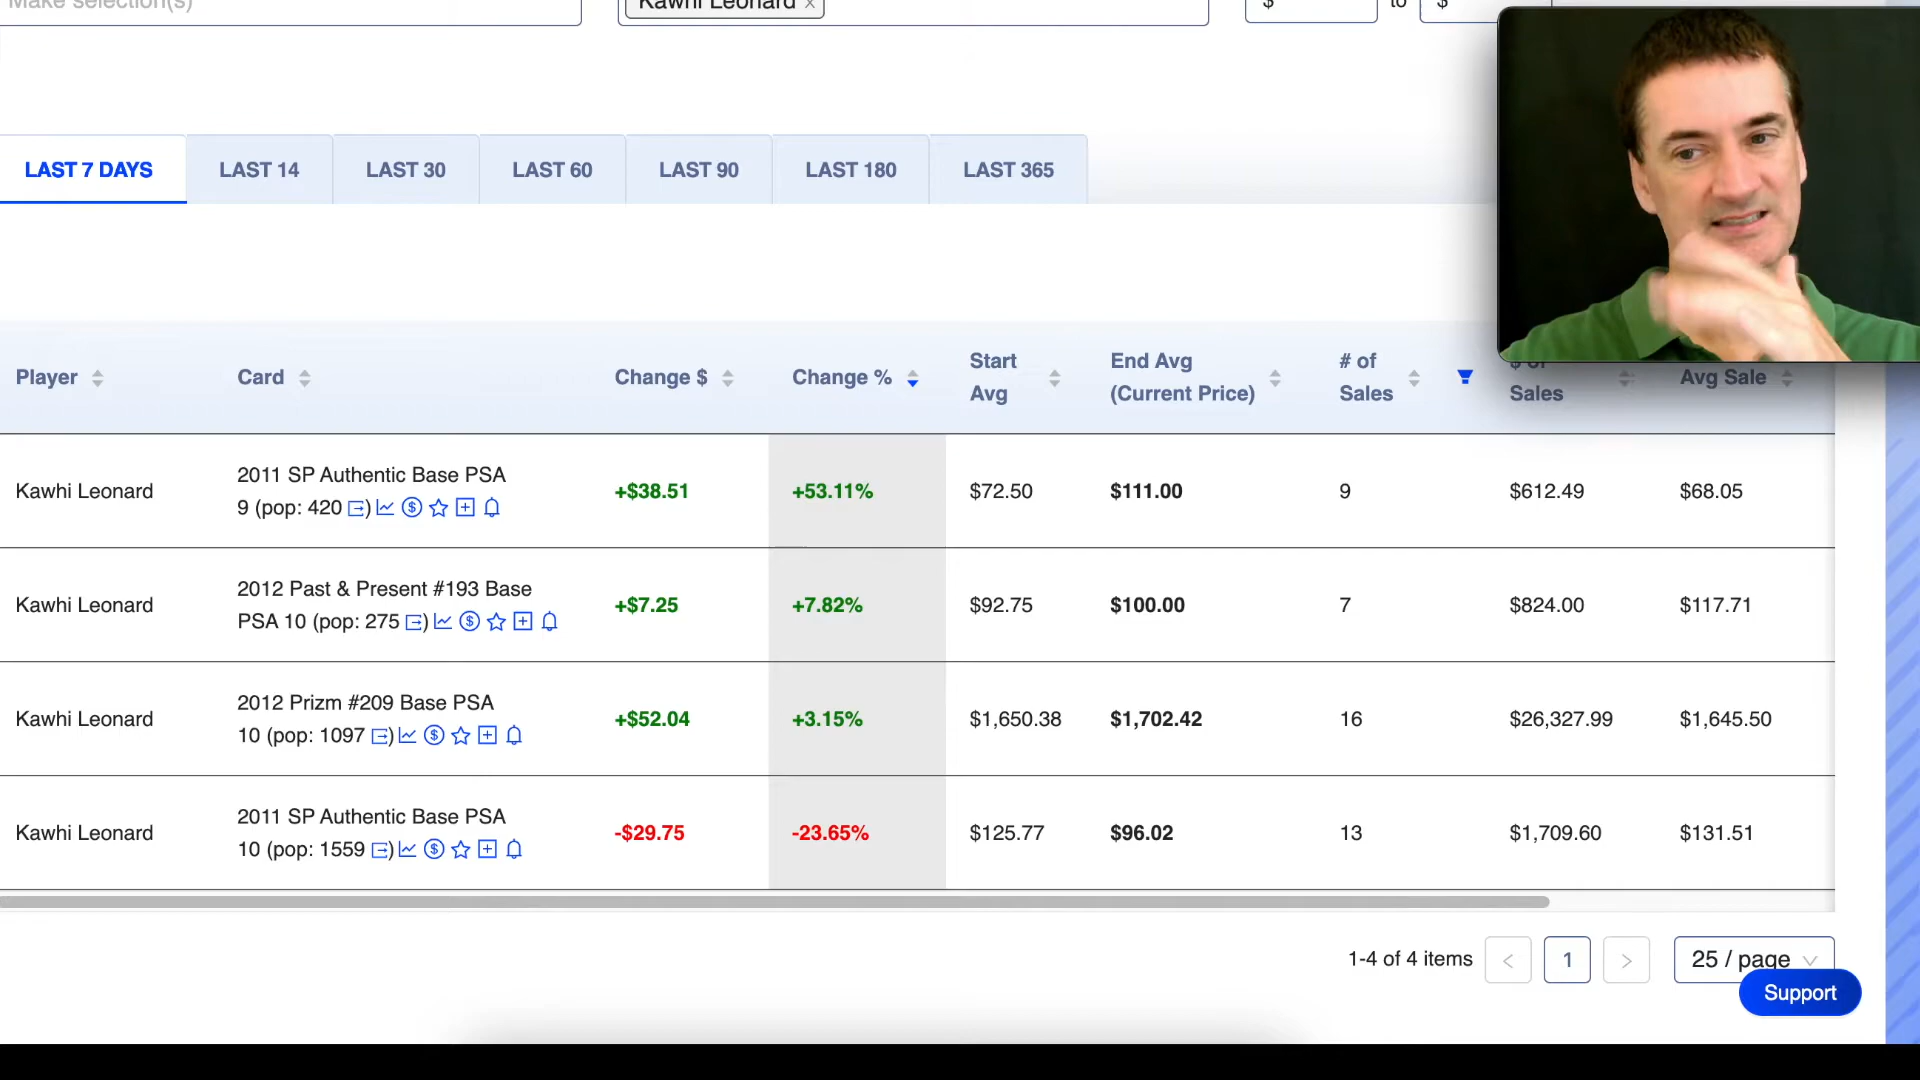 Make selection(s)
Kawhi Leonard x
$ to $
LAST 7 DAYS LAST 14 LAST 30 LAST 60 LAST 90 LAST 180 LAST 365
Player Card Change $ Change % Start Avg End Avg (Current Price) # of Sales $ of Sales Avg Sale
Kawhi Leonard
2011 SP Authentic Base PSA
9 (pop: 420)
+$38.51 +53.11% $72.50 $111.00 9 $612.49 $68.05
Kawhi Leonard
2012 Past & Present #193 Base
PSA 10 (pop: 275)
+$7.25 +7.82% $92.75 $100.00 7 $824.00 $117.71
Kawhi Leonard
2012 Prizm #209 Base PSA
10 (pop: 1097)
+$52.04 +3.15% $1,650.38 $1,702.42 16 $26,327.99 $1,645.50
Kawhi Leonard
2011 SP Authentic Base PSA
10 (pop: 1559)
-$29.75 -23.65% $125.77 $96.02 13 $1,709.60 $131.51
1-4 of 4 items < 1 > 25 / page
Support